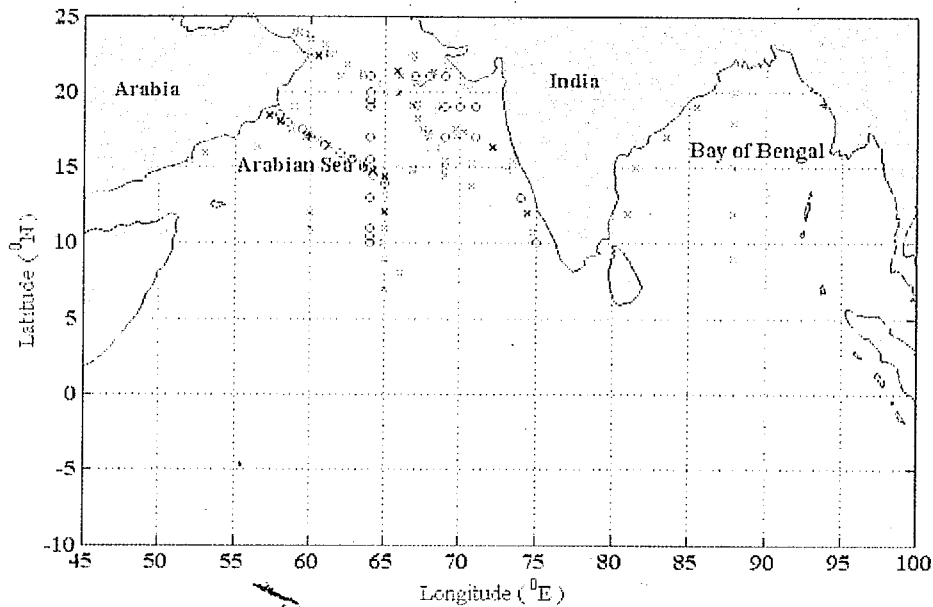 25
20
15
10
5
0
-5
-10
Latitude (⁰N)
Arabia
India
Arabian Sea
Bay of Bengal
45 50 55 60 65 70 75 80 85 90 95 100
Longitude (⁰E)